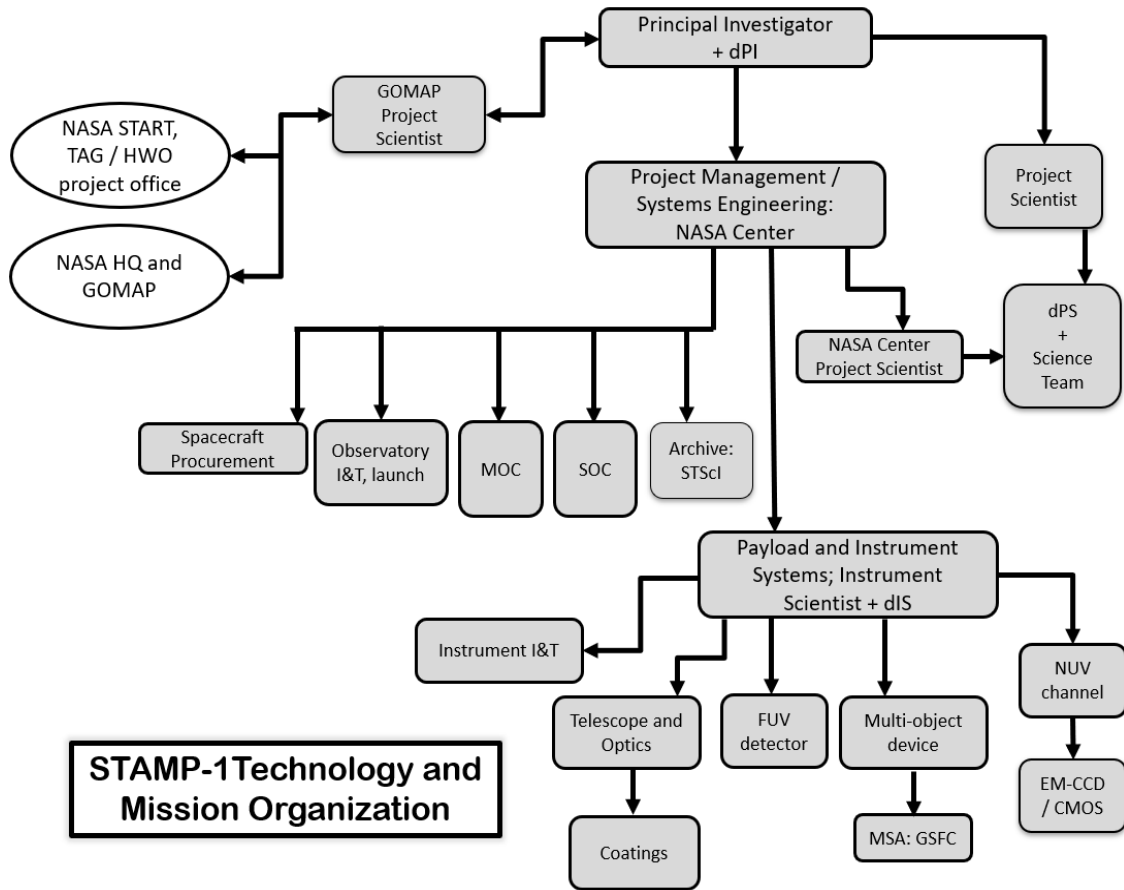 Principal Investigator
+ dPI
GOMAP
Project
Scientist
NASA START,
TAG / HWO
project office
NASA HQ and
GOMAP
Project Management /
Systems Engineering:
NASA Center
Project
Scientist
NASA Center
Project Scientist
dPS
+
Science
Team
Spacecraft
Procurement
Observatory
I&T, launch
MOC
SOC
Archive:
STScI
Payload and Instrument
Systems; Instrument
Scientist + dIS
Instrument I&T
Telescope and
Optics
FUV
detector
Multi-object
device
NUV
channel
Coatings
MSA: GSFC
EM-CCD
/ CMOS
STAMP-1Technology and
Mission Organization